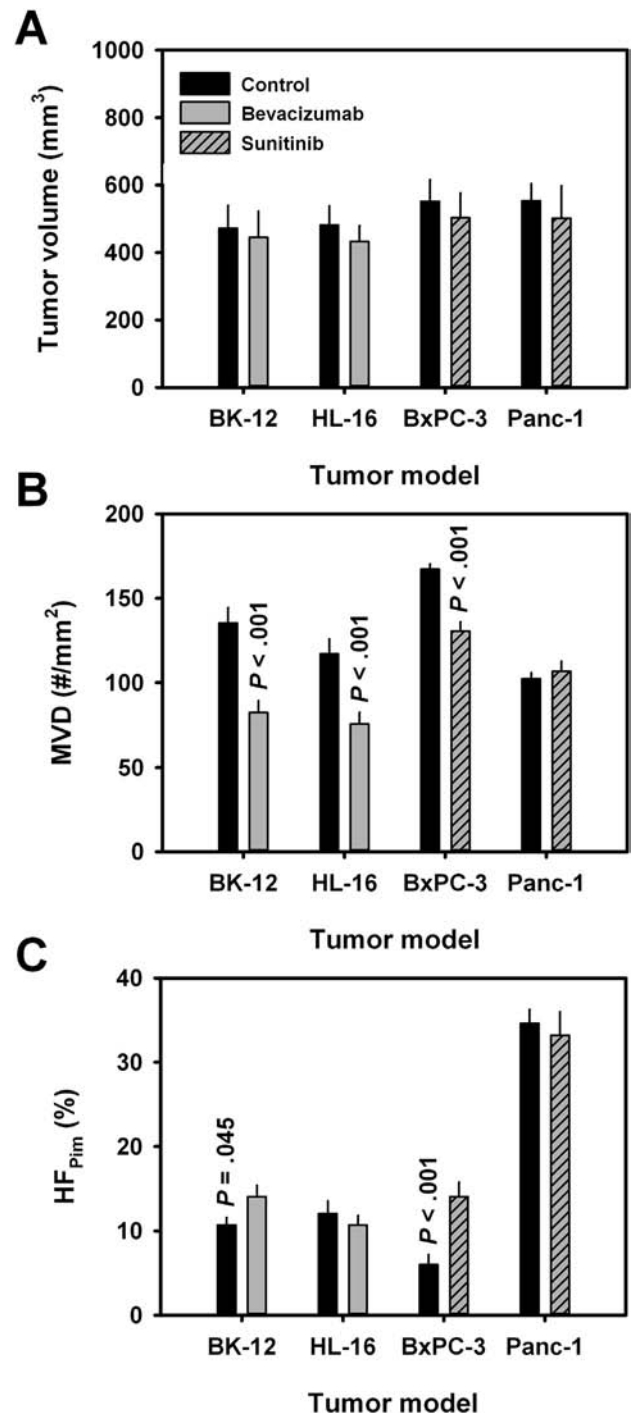 A
Tumor volume (mm³)
1000
800
600
400
200
0
Control
Bevacizumab
Sunitinib
BK-12 HL-16 BxPC-3 Panc-1
Tumor model
B
MVD (#/mm²)
200
150
100
50
0
P < .001
P < .001
P < .001
BK-12 HL-16 BxPC-3 Panc-1
Tumor model
C
HF_Pim (%)
40
30
20
10
0
P = .045
P < .001
BK-12 HL-16 BxPC-3 Panc-1
Tumor model